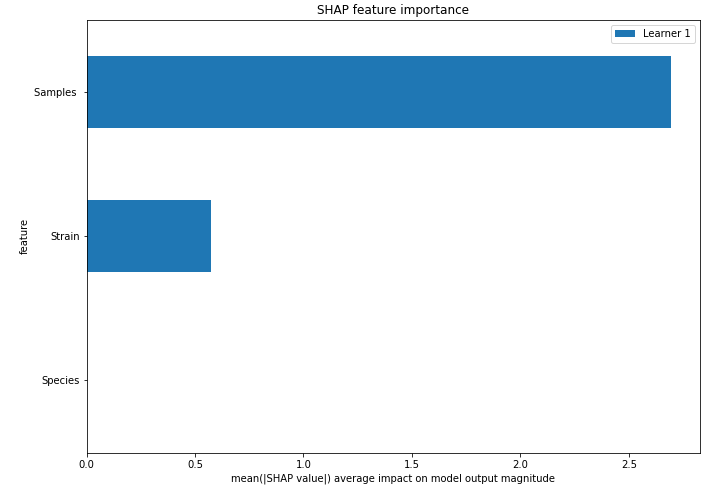 SHAP feature importance
Learner 1
Samples
Strain
Species
feature
0.0 0.5 1.0 1.5 2.0 2.5
mean(|SHAP value|) average impact on model output magnitude